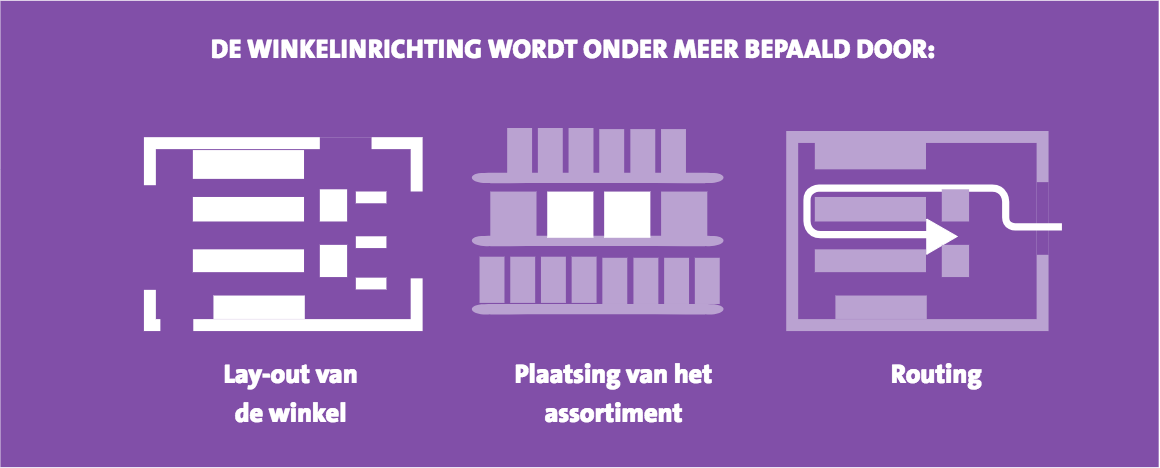 DE WINKELINRICHTING WORDT ONDER MEER BEPAALD DOOR:
Lay-out van
de winkel
Plaatsing van het
assortiment
Routing